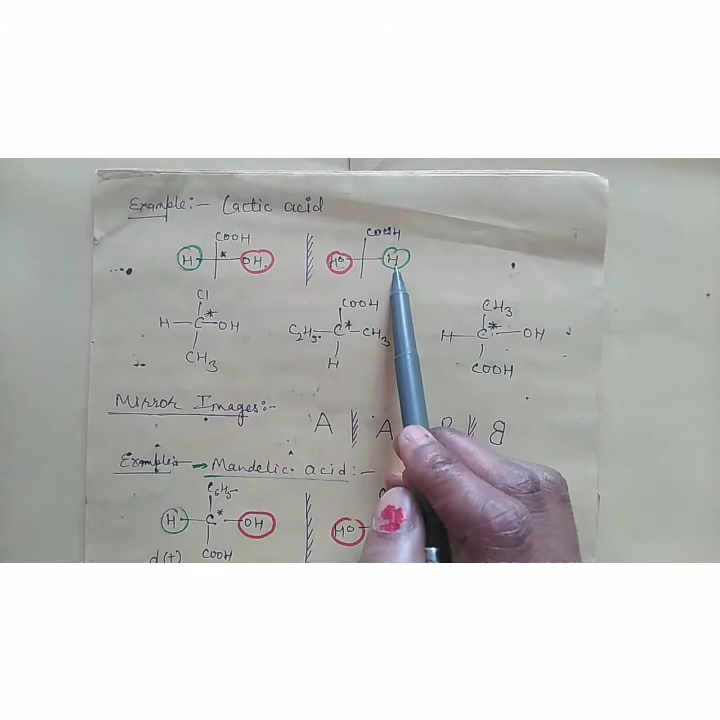 Example:- Lactic acid
COOH COOH
H * OH HO H
Cl COOH CH3
H C* OH C2H5 C* CH3 H C* OH
CH3 H COOH
Mirror Images:-
A A B
Example:- → Mandelic acid:-
C6H5
H C* OH HO
COOH
d(+)